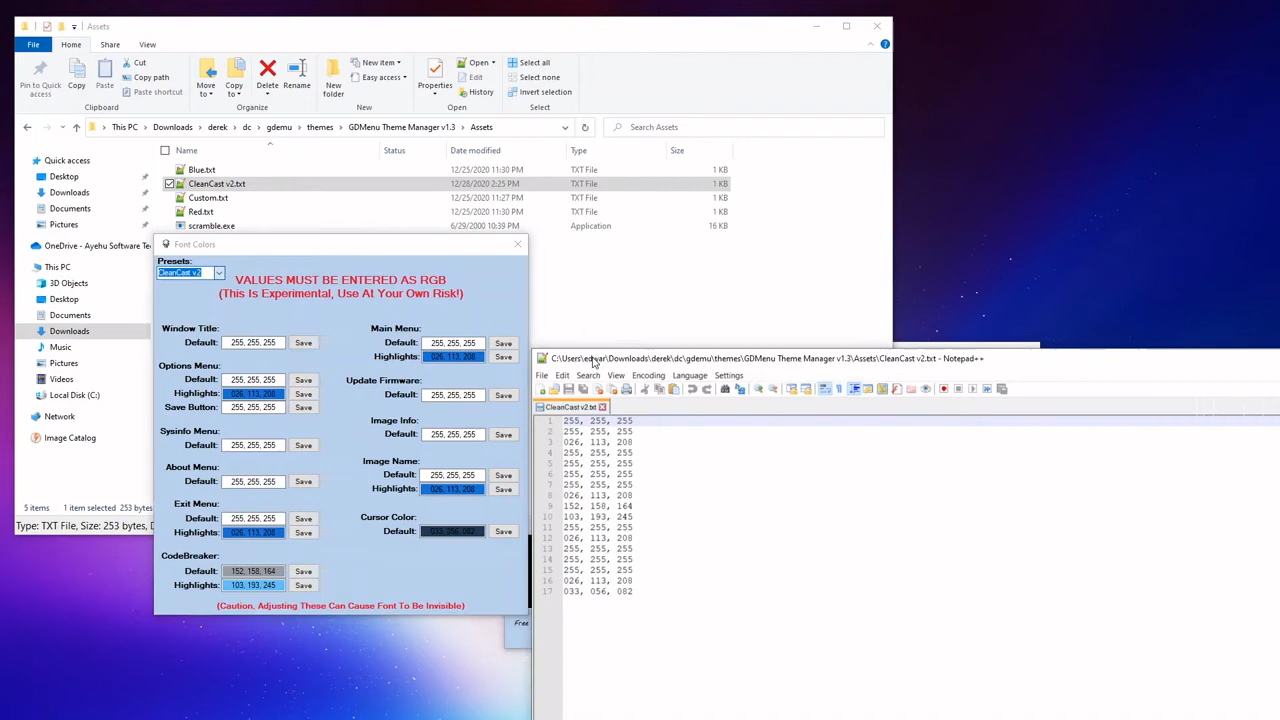 Assets
File Home Share View
Pin to Quick access
Copy
Paste
Cut
Copy path
Paste shortcut
Clipboard
Move to
Copy to
Delete
Rename
Organize
New folder
New item
Easy access
New
Properties
Open
Edit
History
Open
Select all
Select none
Invert selection
Select
This PC > Downloads > derek > dc > gdemu > themes > GDMenu Theme Manager v1.3 > Assets
Search Assets
Quick access
Desktop
Downloads
Documents
Pictures
OneDrive - Ayehu Software Te
This PC
3D Objects
Desktop
Documents
Downloads
Music
Pictures
Videos
Local Disk (C:)
Network
Image Catalog
Name Status Date modified Type Size
Blue.txt 12/25/2020 11:30 PM TXT File 1 KB
CleanCast v2.txt 12/28/2020 2:25 PM TXT File 1 KB
Custom.txt 12/25/2020 11:27 PM TXT File 1 KB
Red.txt 12/25/2020 11:30 PM TXT File 1 KB
scramble.exe 6/29/2000 10:39 PM Application 16 KB
5 items 1 item selected 253 bytes
Type: TXT File, Size: 253 bytes, D
Font Colors
Presets:
CleanCast v2
VALUES MUST BE ENTERED AS RGB
(This Is Experimental, Use At Your Own Risk!)
Window Title:
Default: 255, 255, 255 Save
Options Menu:
Default: 255, 255, 255 Save
Highlights: 026, 113, 208 Save
Save Button: 255, 255, 255 Save
Sysinfo Menu:
Default: 255, 255, 255 Save
About Menu:
Default: 255, 255, 255 Save
Exit Menu:
Default: 255, 255, 255 Save
Highlights: 026, 113, 208 Save
CodeBreaker:
Default: 152, 158, 164 Save
Highlights: 103, 193, 245 Save
Main Menu:
Default: 255, 255, 255 Save
Highlights: 026, 113, 208 Save
Update Firmware:
Default: 255, 255, 255 Save
Image Info:
Default: 255, 255, 255 Save
Image Name:
Default: 255, 255, 255 Save
Highlights: 026, 113, 208 Save
Cursor Color:
Default: 033, 056, 082 Save
(Caution, Adjusting These Can Cause Font To Be Invisible)
Free
C:\Users\edwar\Downloads\derek\dc\gdemu\themes\GDMenu Theme Manager v1.3\Assets\CleanCast v2.txt - Notepad++
File Edit Search View Encoding Language Settings
CleanCast v2.txt
1 255, 255, 255
2 255, 255, 255
3 026, 113, 208
4 255, 255, 255
5 255, 255, 255
6 255, 255, 255
7 255, 255, 255
8 026, 113, 208
9 152, 158, 164
10 103, 193, 245
11 255, 255, 255
12 026, 113, 208
13 255, 255, 255
14 255, 255, 255
15 255, 255, 255
16 026, 113, 208
17 033, 056, 082